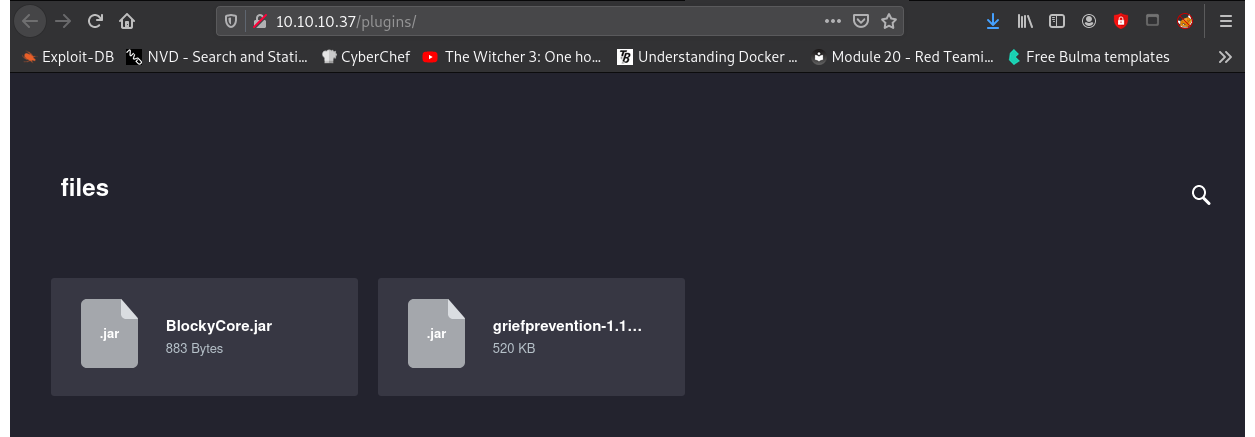 10.10.10.37/plugins/
Exploit-DB NVD - Search and Stati... CyberChef The Witcher 3: One ho... Understanding Docker ... Module 20 - Red Teami... Free Bulma templates
files
.jar
BlockyCore.jar
883 Bytes
.jar
griefprevention-1.1...
520 KB